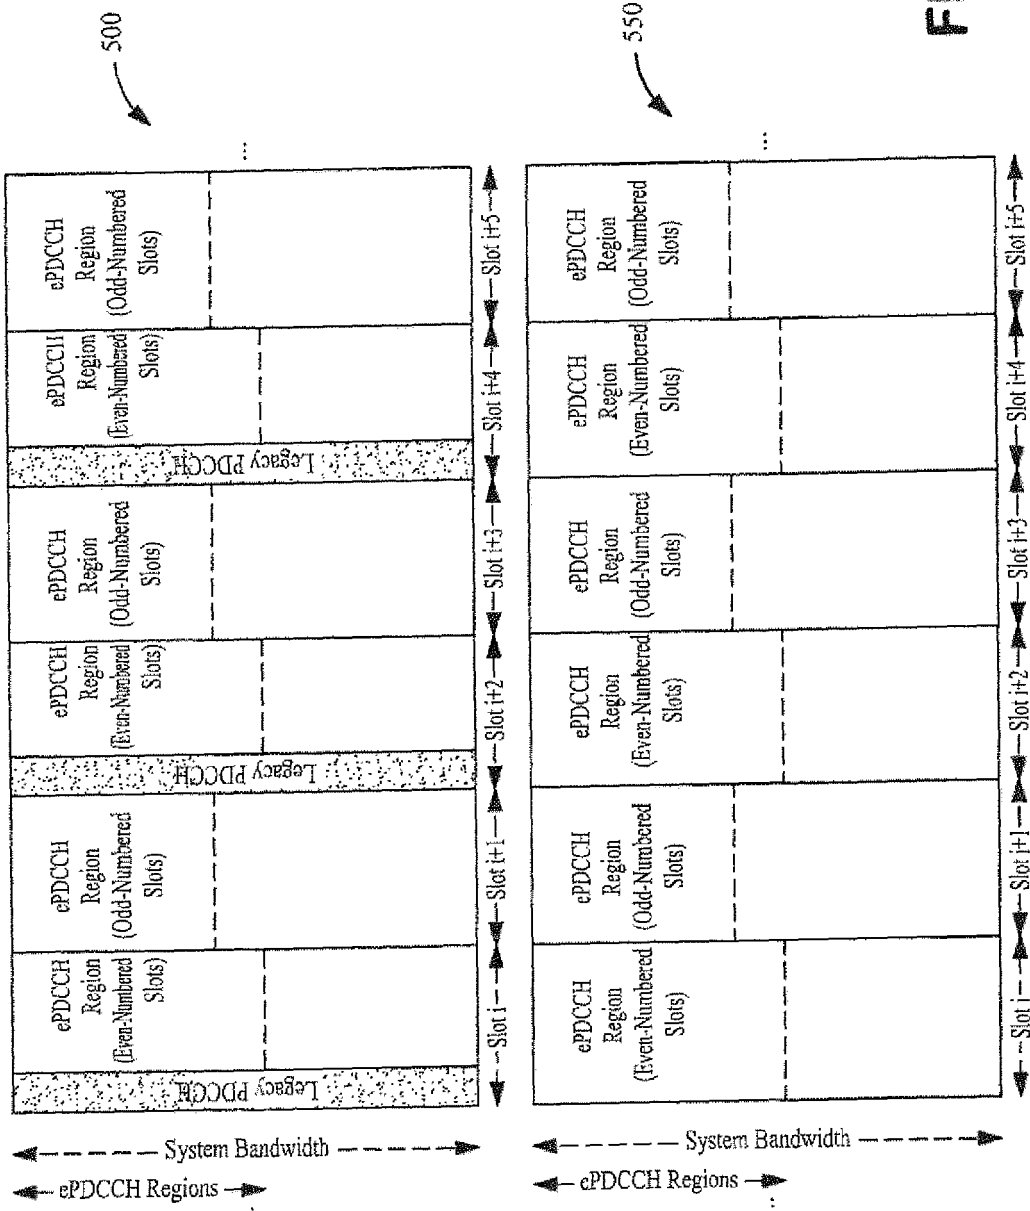 500
...
ePDCCH
Region
(Odd-Numbered
Slots)
ePDCCH
Region
(Even-Numbered
Slots)
Legacy PDCCH
ePDCCH
Region
(Odd-Numbered
Slots)
ePDCCH
Region
(Even-Numbered
Slots)
Legacy PDCCH
ePDCCH
Region
(Odd-Numbered
Slots)
ePDCCH
Region
(Even-Numbered
Slots)
Legacy PDCCH
Slot i+5
Slot i+4
Slot i+3
Slot i+2
Slot i+1
Slot i
System Bandwidth
ePDCCH Regions
550
...
ePDCCH
Region
(Odd-Numbered
Slots)
ePDCCH
Region
(Even-Numbered
Slots)
ePDCCH
Region
(Odd-Numbered
Slots)
ePDCCH
Region
(Even-Numbered
Slots)
ePDCCH
Region
(Odd-Numbered
Slots)
ePDCCH
Region
(Even-Numbered
Slots)
Slot i+5
Slot i+4
Slot i+3
Slot i+2
Slot i+1
Slot i
System Bandwidth
ePDCCH Regions